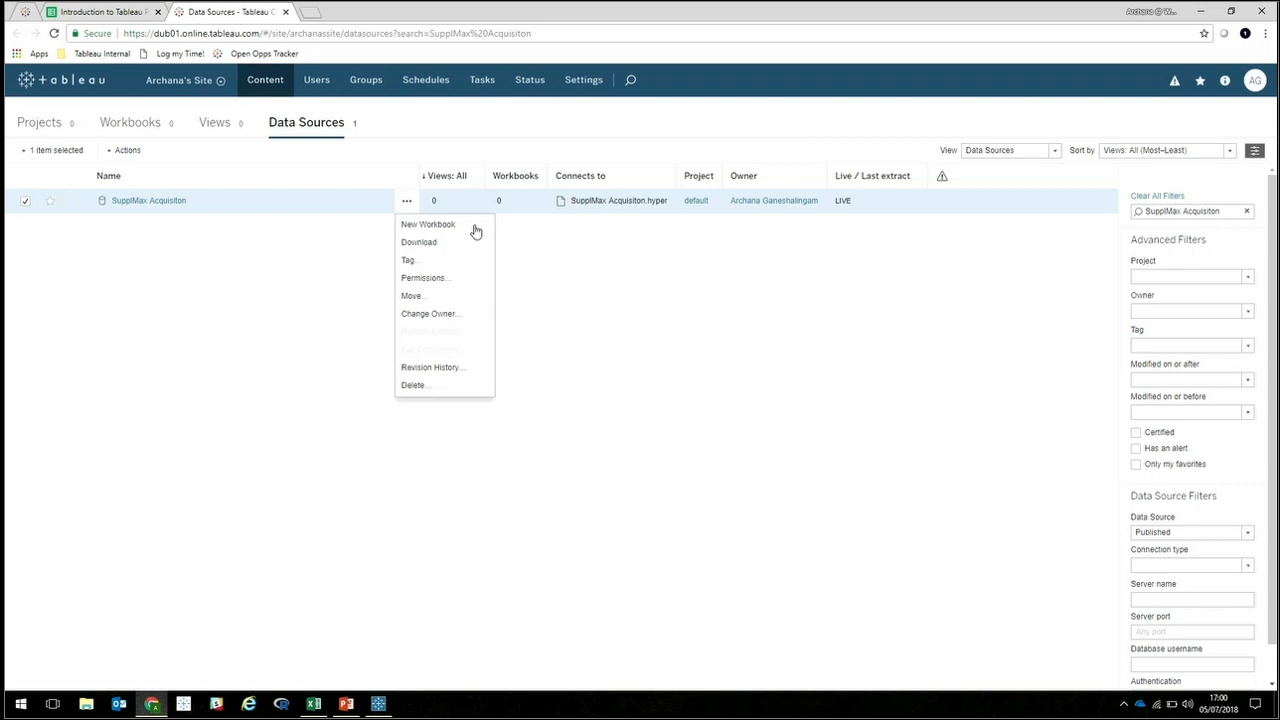 Introduction to Tableau P
Data Sources - Tableau O
Archana @ W...
Secure
https://dub01.online.tableau.com/#/site/archanassite/datasources?search=SupplMax%20Acquisiton
Apps
Tableau Internal
Log my Time!
Open Opps Tracker
+ a b l e a u
Archana's Site
Content
Users
Groups
Schedules
Tasks
Status
Settings
AG
Projects 0
Workbooks 0
Views 0
Data Sources 1
1 item selected
Actions
View
Data Sources
Sort by
Views: All (Most–Least)
Name
↓ Views: All
Workbooks
Connects to
Project
Owner
Live / Last extract
SupplMax Acquisiton
...
0
0
SupplMax Acquisiton.hyper
default
Archana Ganeshalingam
LIVE
New Workbook
Download
Tag...
Permissions...
Move...
Change Owner...
Revision History...
Delete...
Clear All Filters
SupplMax Acquisiton
Advanced Filters
Project
Owner
Tag
Modified on or after
Modified on or before
Certified
Has an alert
Only my favorites
Data Source Filters
Data Source
Published
Connection type
Server name
Server port
Any port
Database username
Authentication
17:00
05/07/2018